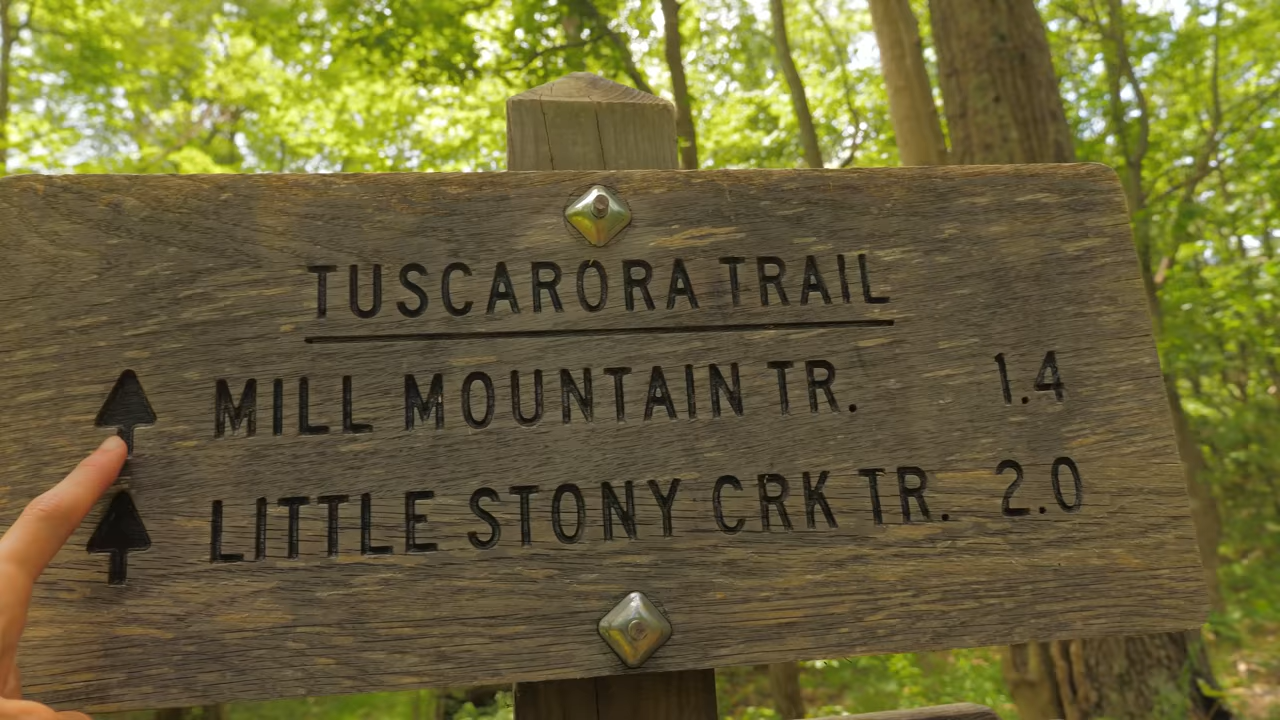 TUSCARORA TRAIL
MILL MOUNTAIN TR. 1.4
LITTLE STONY CRK TR. 2.0